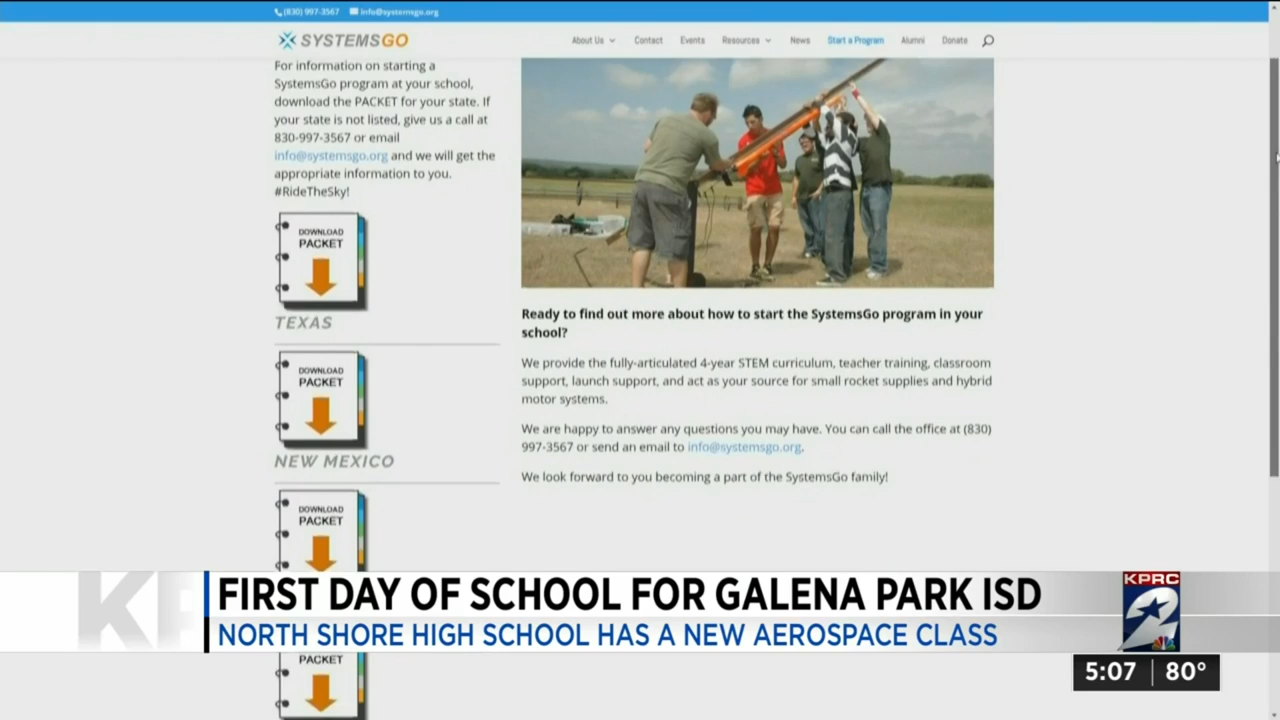 (830) 997-3567 info@systemsgo.org
SYSTEMSGO
About Us Contact Events Resources News Start a Program Alumni Donate
For information on starting a
SystemsGo program at your school,
download the PACKET for your state. If
your state is not listed, give us a call at
830-997-3567 or email
info@systemsgo.org and we will get the
appropriate information to you.
#RideTheSky!
DOWNLOAD
PACKET
TEXAS
DOWNLOAD
PACKET
NEW MEXICO
DOWNLOAD
PACKET
PACKET
Ready to find out more about how to start the SystemsGo program in your
school?
We provide the fully-articulated 4-year STEM curriculum, teacher training, classroom
support, launch support, and act as your source for small rocket supplies and hybrid
motor systems.
We are happy to answer any questions you may have. You can call the office at (830)
997-3567 or send an email to info@systemsgo.org.
We look forward to you becoming a part of the SystemsGo family!
FIRST DAY OF SCHOOL FOR GALENA PARK ISD
NORTH SHORE HIGH SCHOOL HAS A NEW AEROSPACE CLASS
KPRC
2
5:07 80°